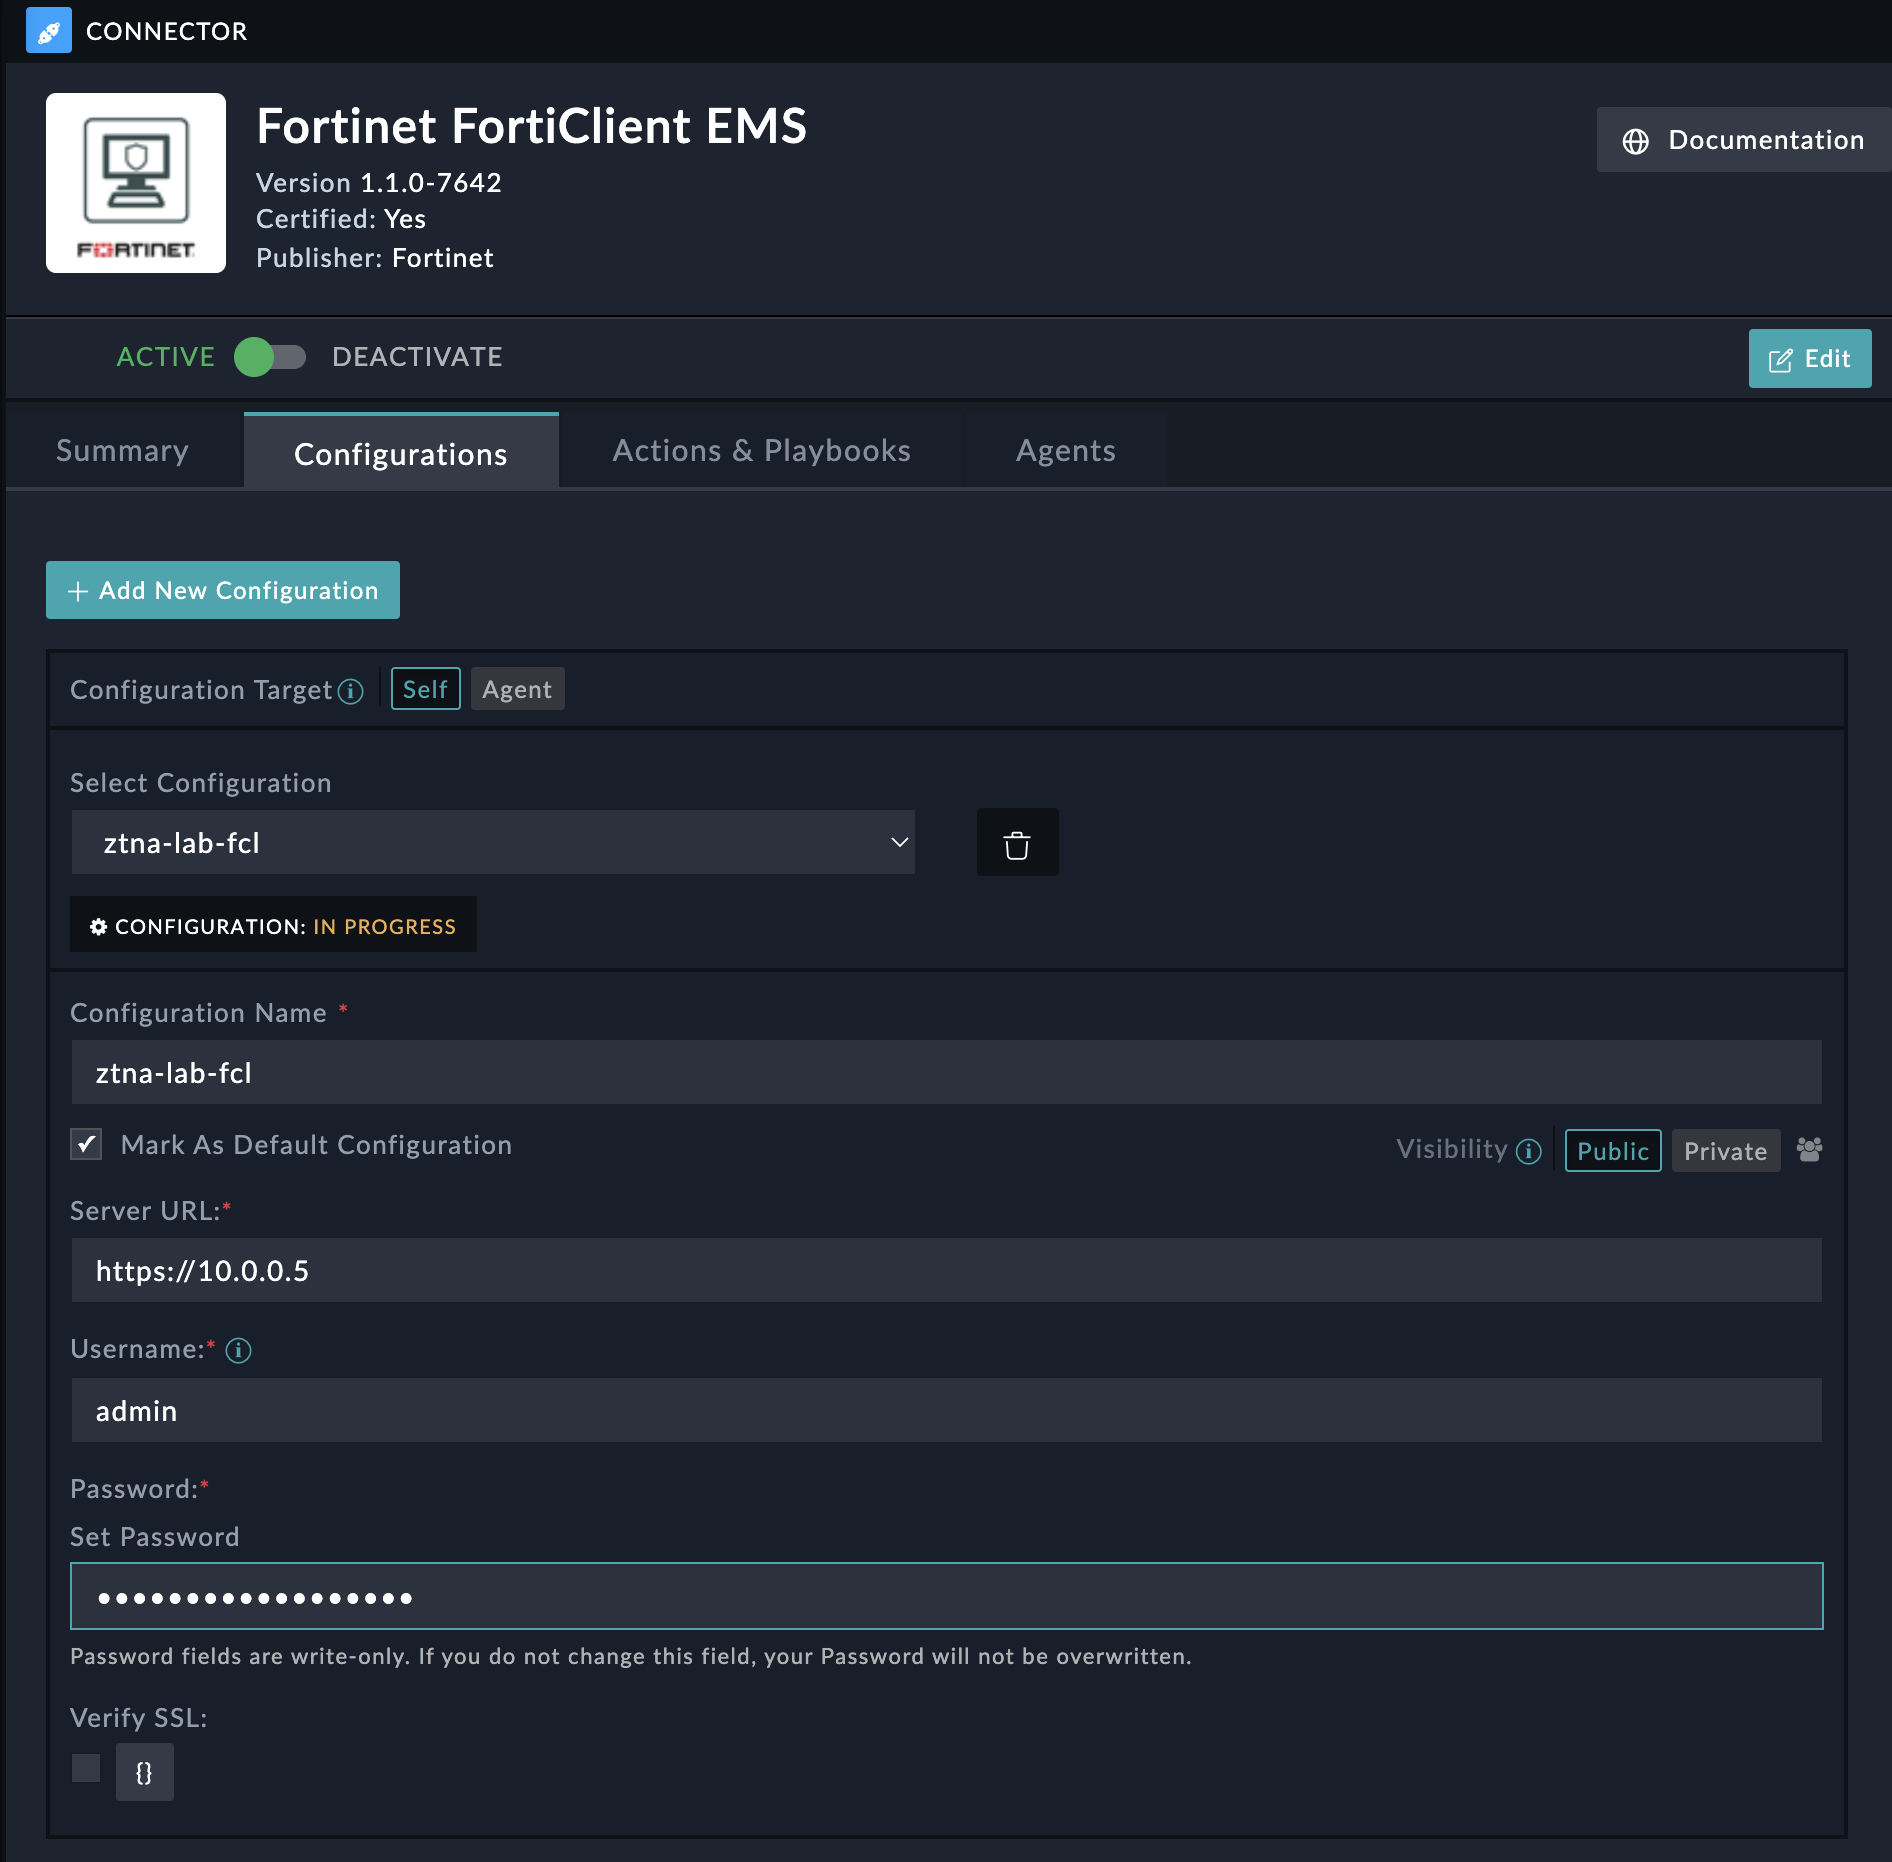 CONNECTOR
FORTINET
Fortinet FortiClient EMS
Version 1.1.0-7642
Certified: Yes
Publisher: Fortinet
Documentation
ACTIVE DEACTIVATE
Edit
Summary Configurations Actions & Playbooks Agents
+ Add New Configuration
Configuration Target Self Agent
Select Configuration
ztna-lab-fcl
CONFIGURATION: IN PROGRESS
Configuration Name *
ztna-lab-fcl
Mark As Default Configuration
Visibility Public Private
Server URL:*
https://10.0.0.5
Username:*
admin
Password:*
Set Password
••••••••••••••••••
Password fields are write-only. If you do not change this field, your Password will not be overwritten.
Verify SSL:
{}